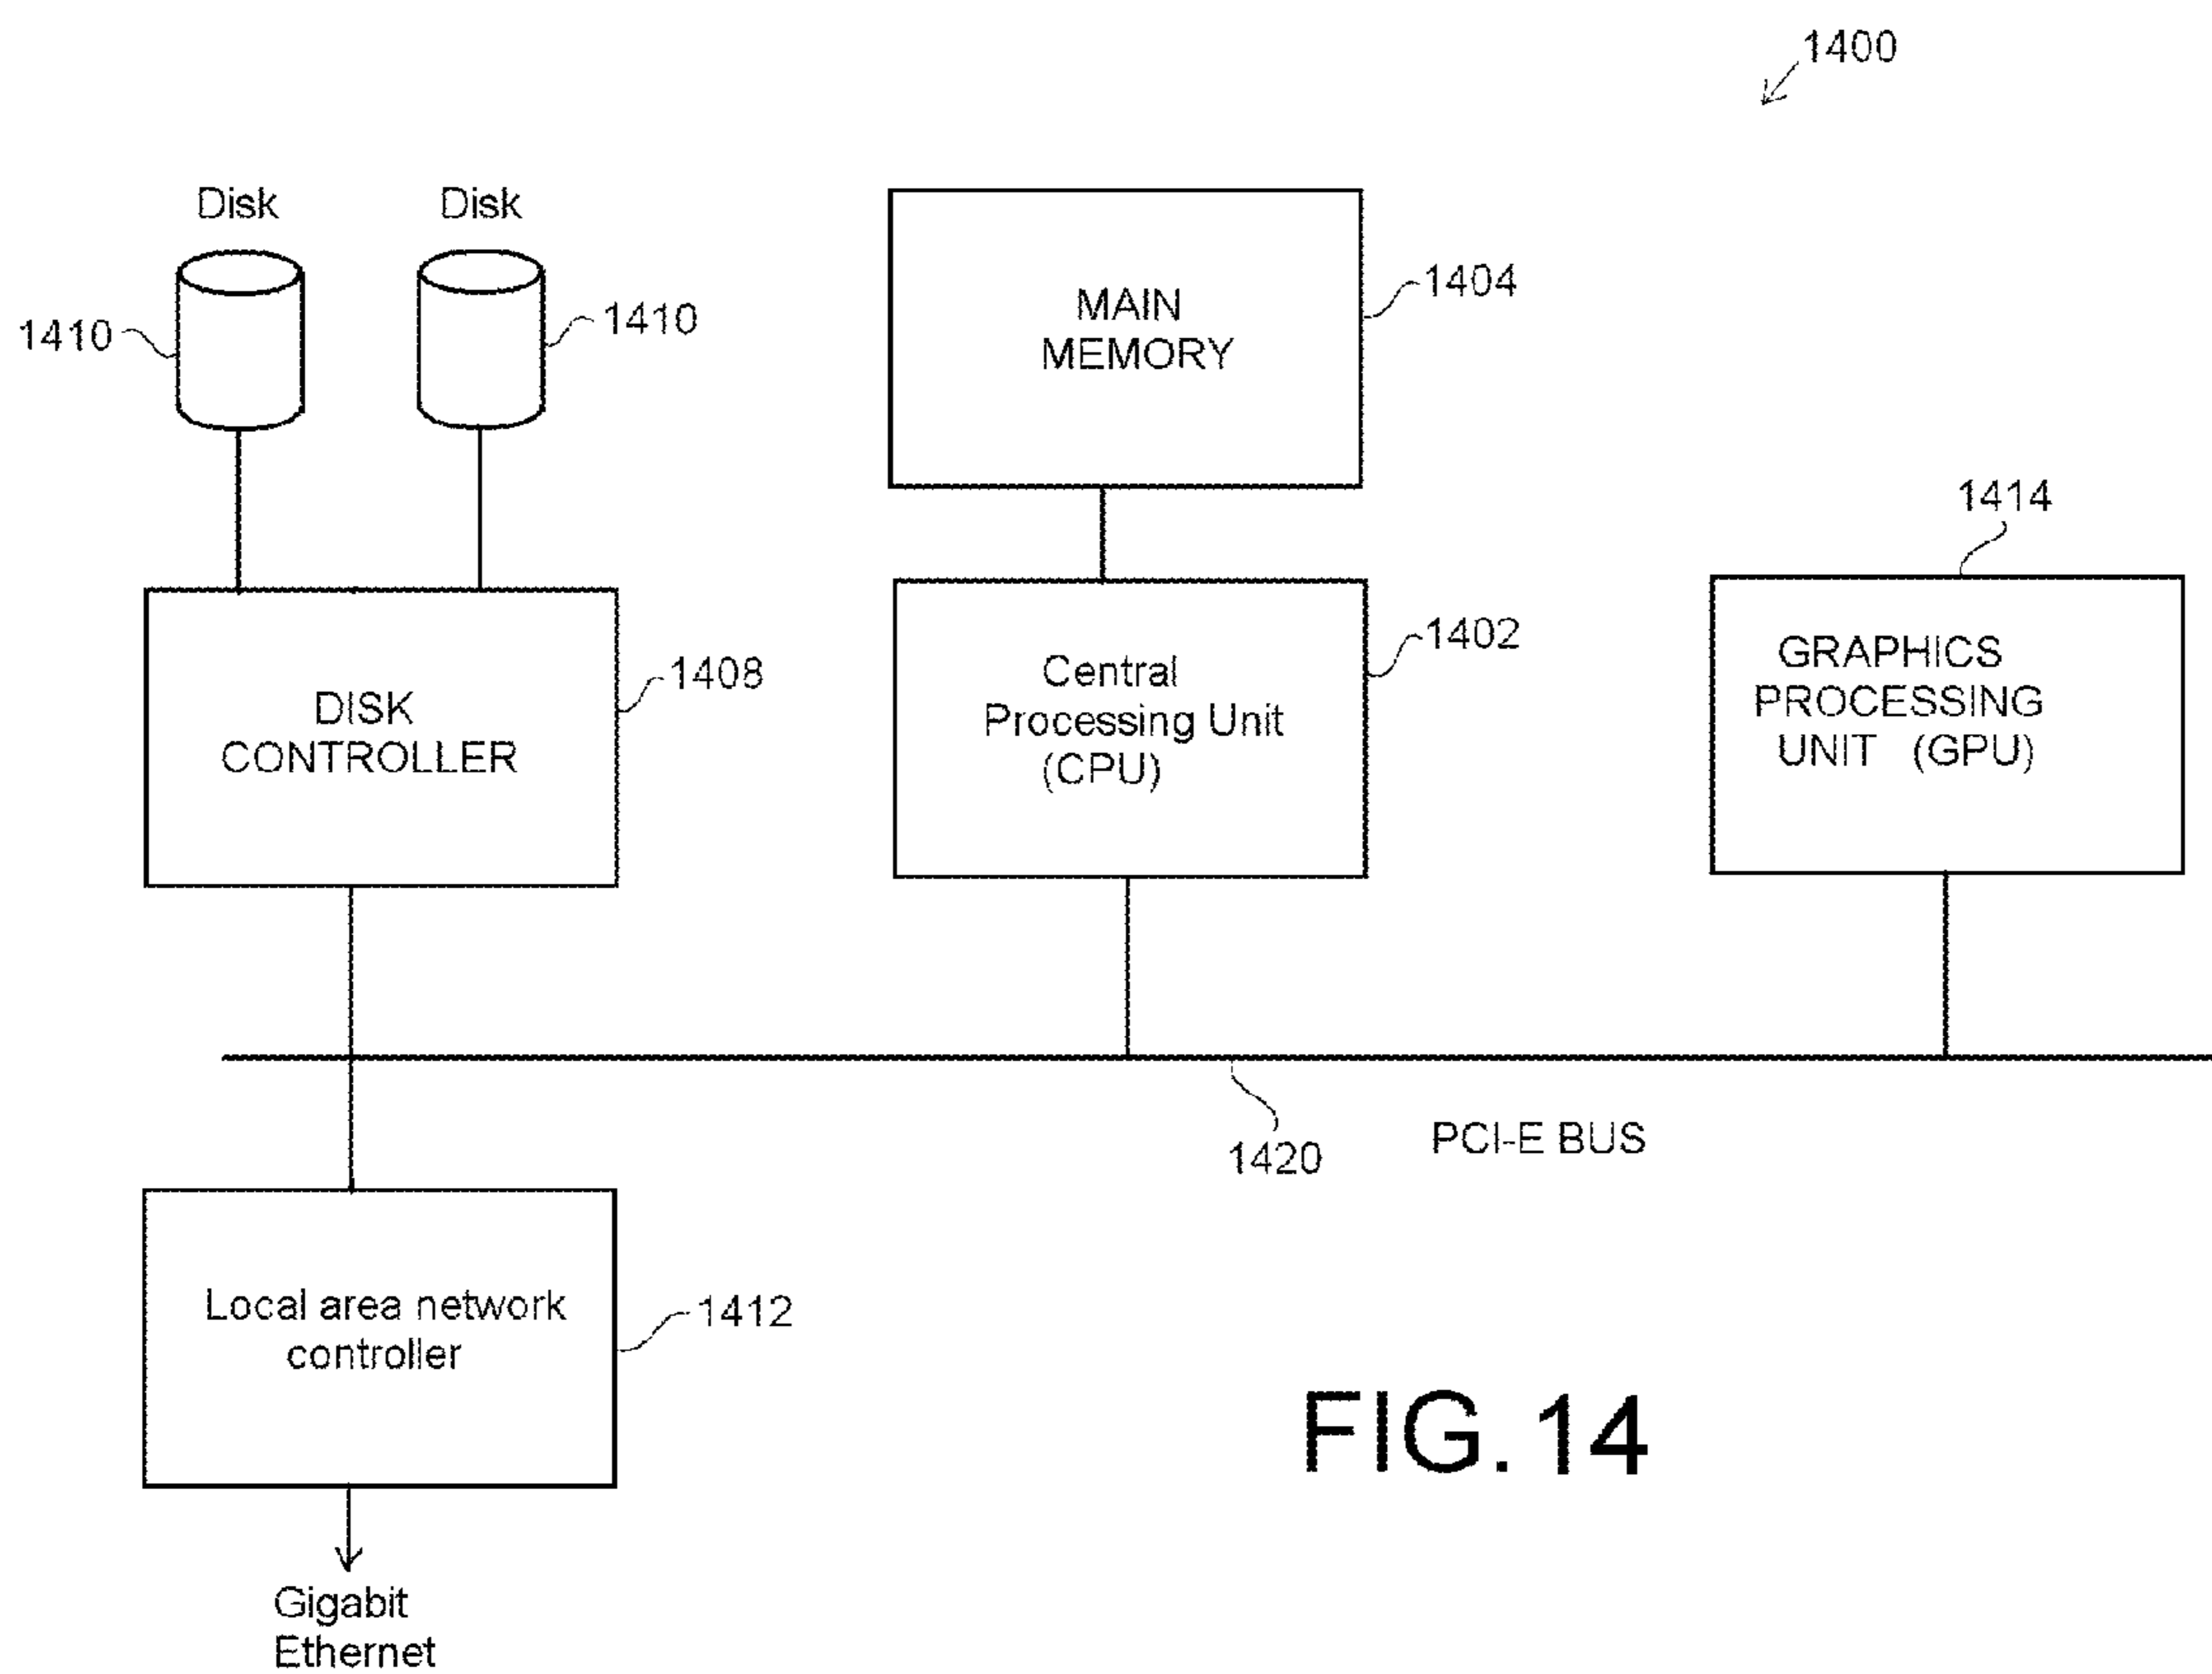 1400
Disk
Disk
1410
1410
MAIN
MEMORY
1404
1414
DISK
CONTROLLER
1408
Central
Processing Unit
(CPU)
1402
GRAPHICS
PROCESSING
UNIT (GPU)
1420
PCI-E BUS
Local area network
controller
1412
FIG.14
Gigabit
Ethernet